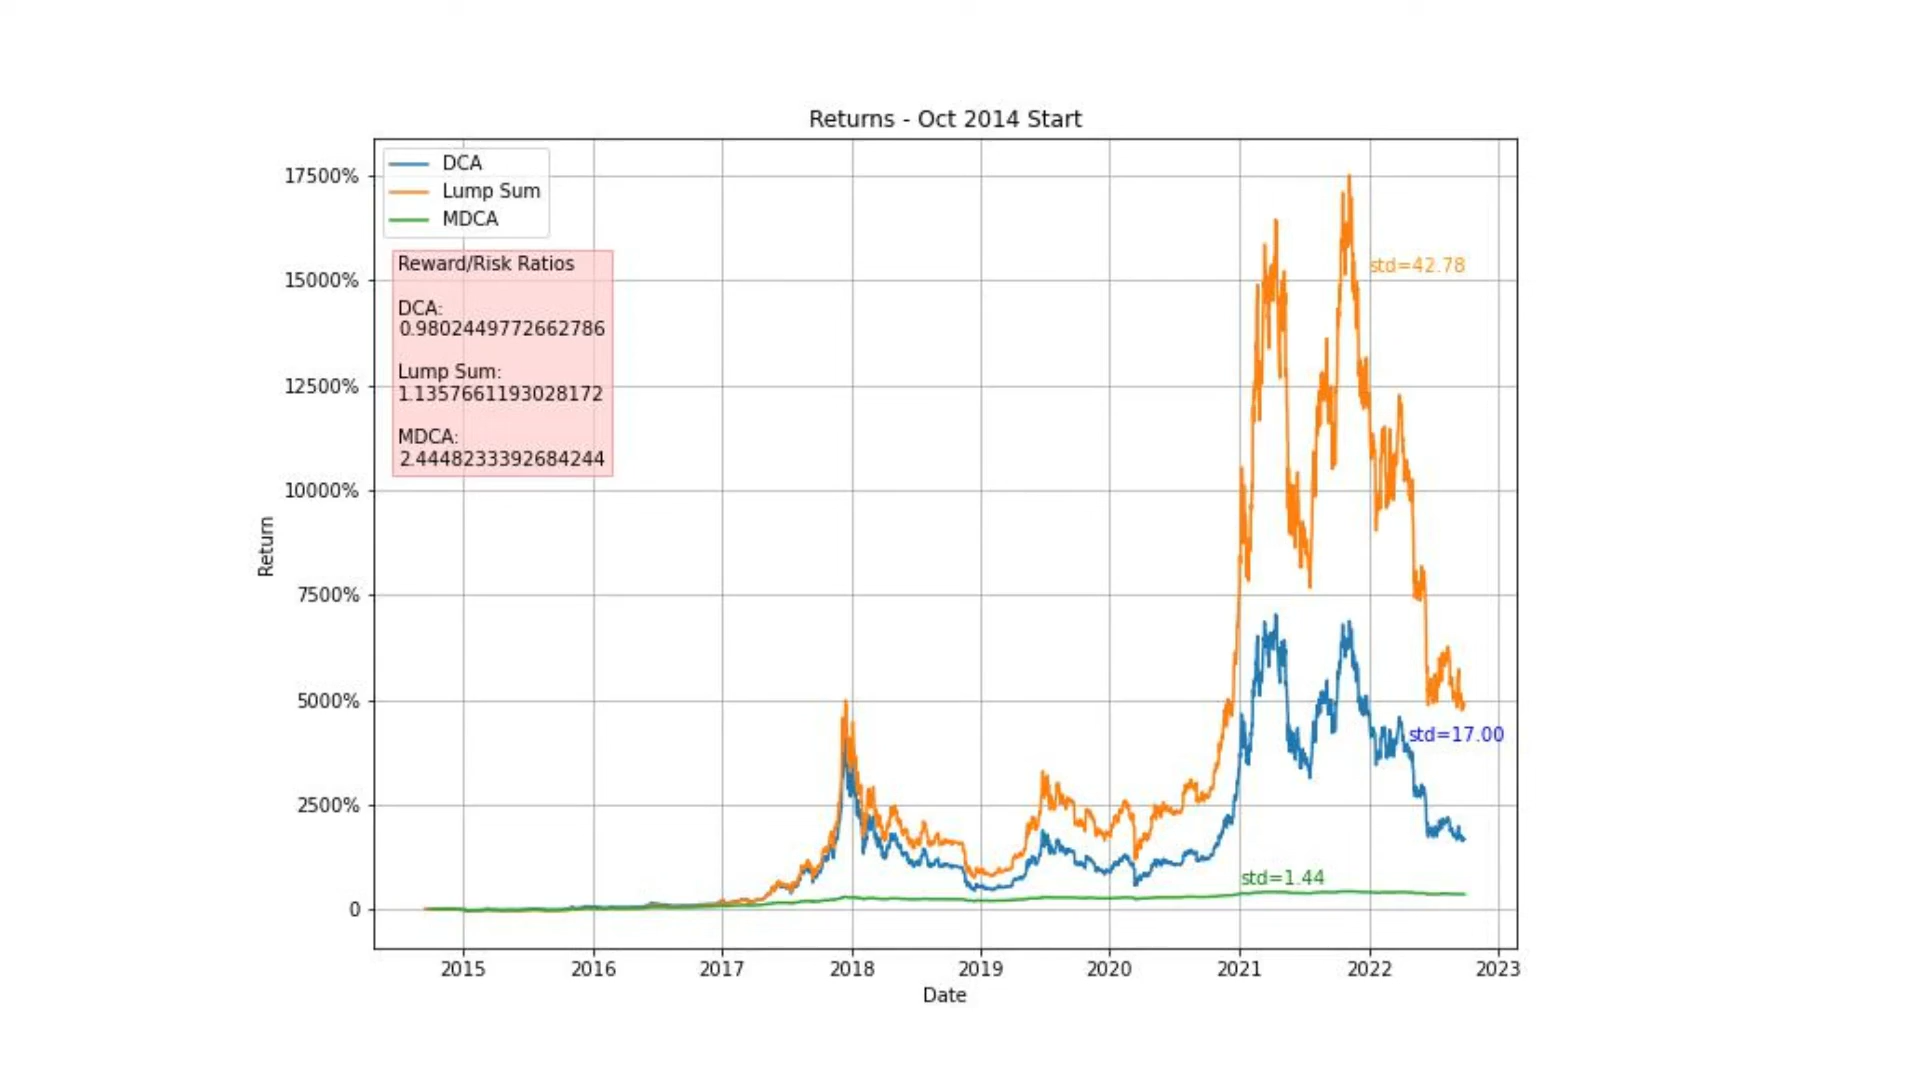 Returns - Oct 2014 Start
DCA
Lump Sum
MDCA
Reward/Risk Ratios
DCA:
0.9802449772662786
Lump Sum:
1.1357661193028172
MDCA:
2.4448233392684244
17500%
15000%
12500%
10000%
7500%
5000%
2500%
0
Return
std=42.78
std=17.00
std=1.44
2015 2016 2017 2018 2019 2020 2021 2022 2023
Date